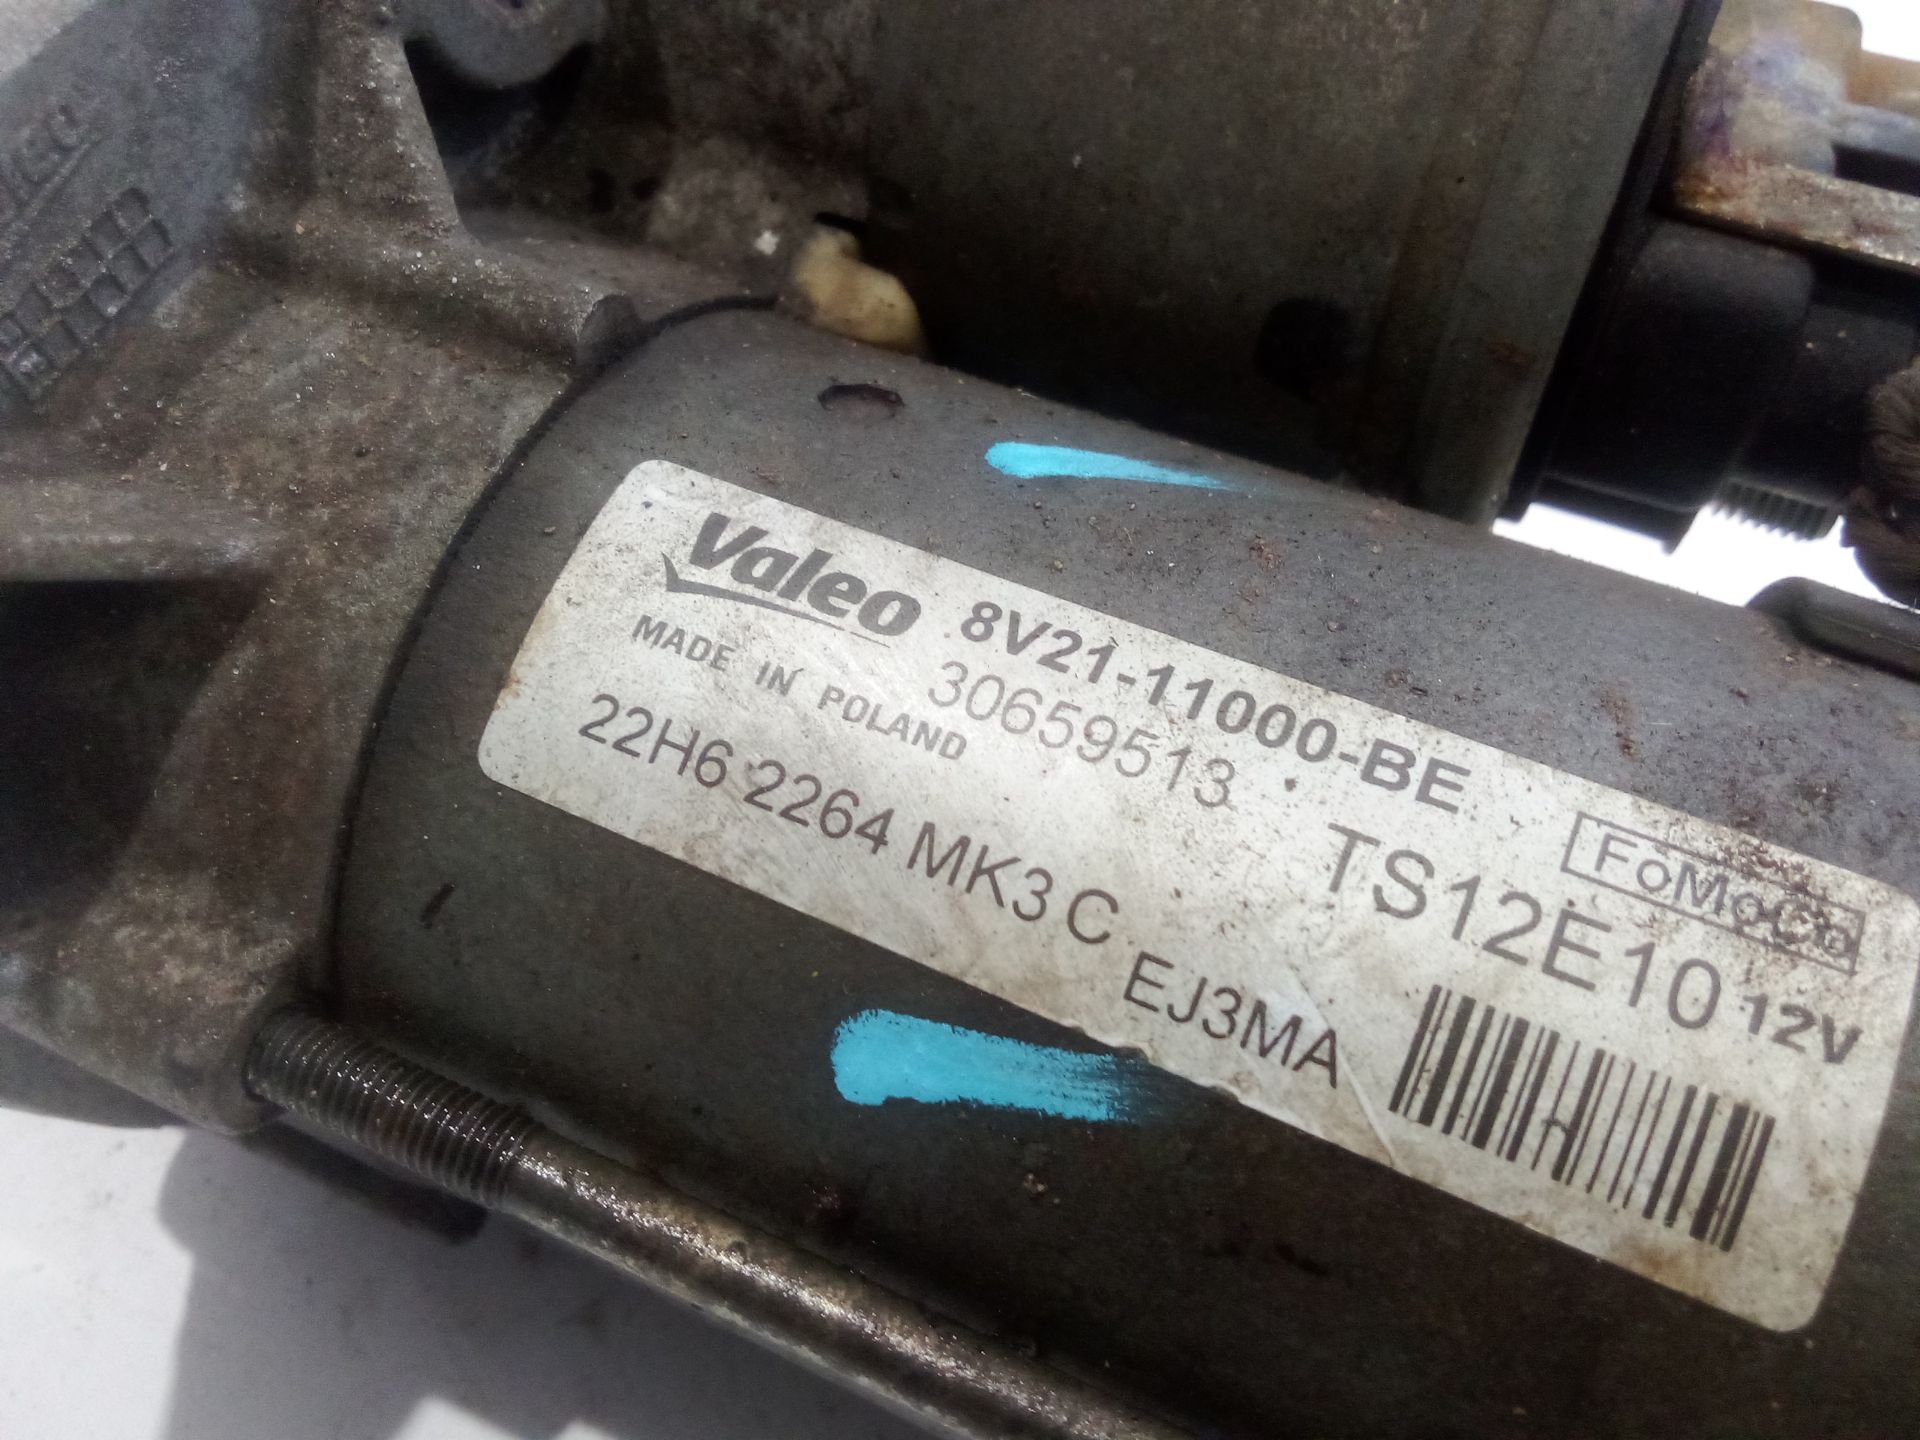 Valeo 8V21-11000-BE FoMoCo
MADE IN POLAND 30659513 TS12E10 12V
22H6 2264 MK3 C EJ3MA